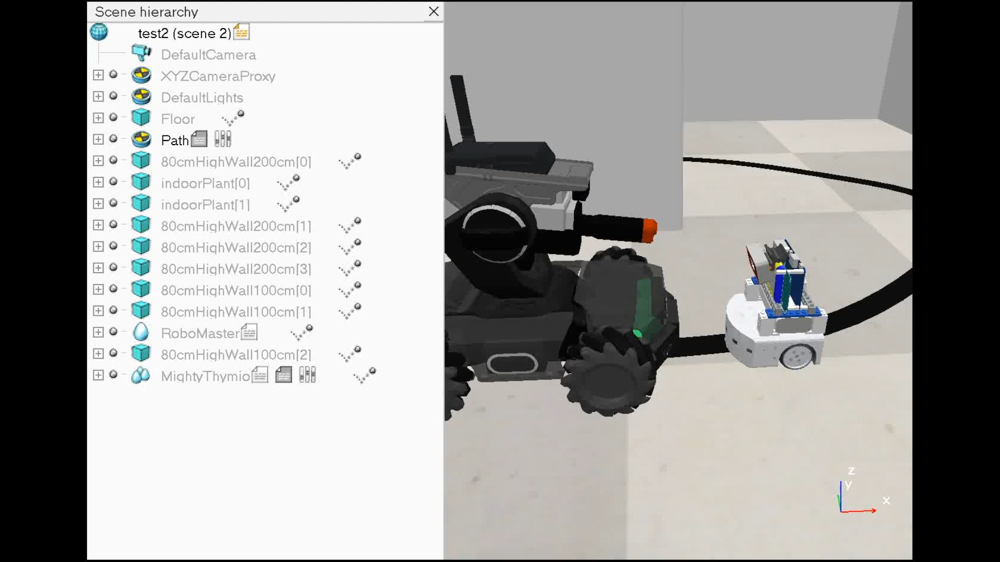 Scene hierarchy
test2 (scene 2)
DefaultCamera
XYZCameraProxy
DefaultLights
Floor
Path
80cmHighWall200cm[0]
indoorPlant[0]
indoorPlant[1]
80cmHighWall200cm[1]
80cmHighWall200cm[2]
80cmHighWall200cm[3]
80cmHighWall100cm[0]
80cmHighWall100cm[1]
RoboMaster
80cmHighWall100cm[2]
MightyThymio
z
y
x